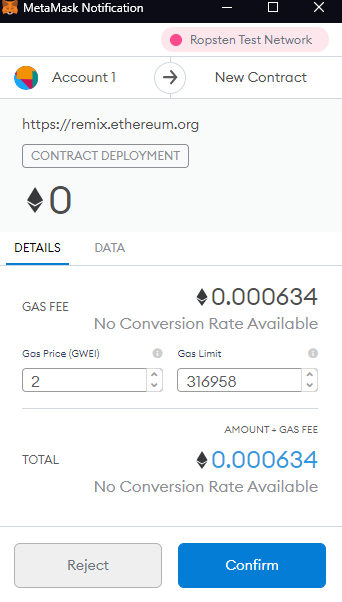 MetaMask Notification
Ropsten Test Network
Account 1 New Contract
https://remix.ethereum.org
CONTRACT DEPLOYMENT
0
DETAILS DATA
GAS FEE 0.000634
No Conversion Rate Available
Gas Price (GWEI) Gas Limit
2 316958
AMOUNT + GAS FEE
TOTAL 0.000634
No Conversion Rate Available
Reject Confirm